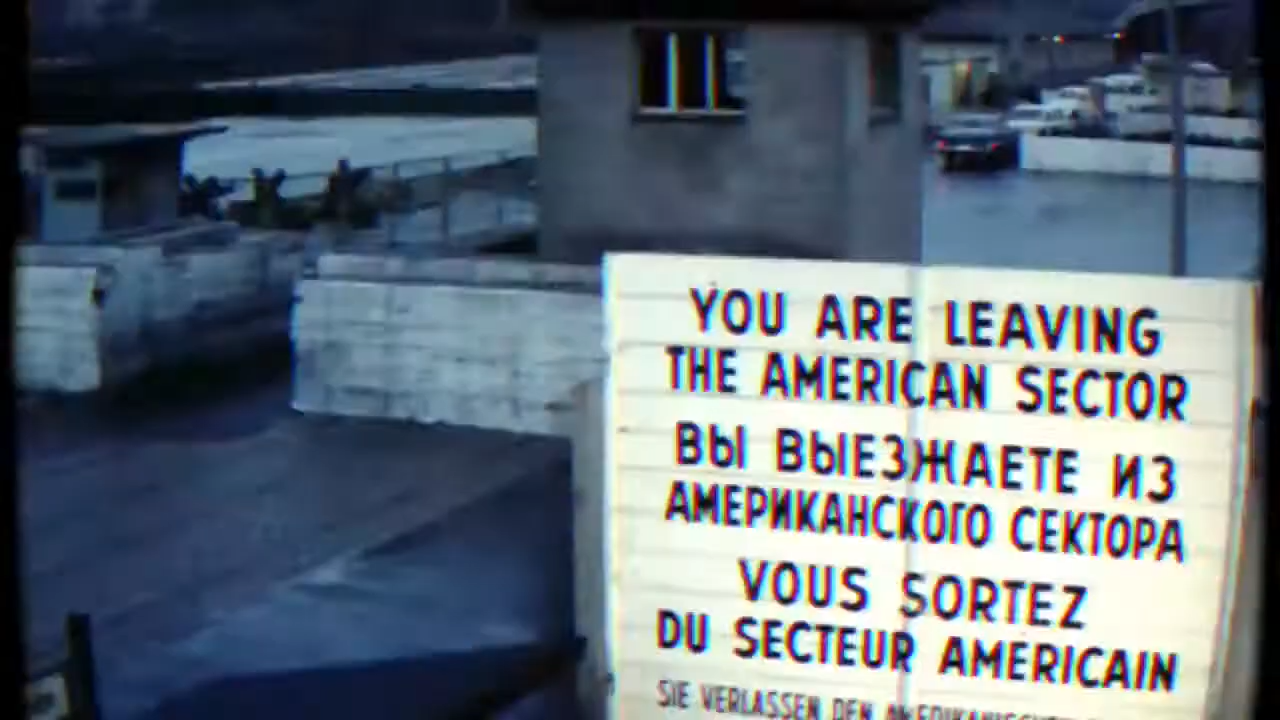 YOU ARE LEAVING
THE AMERICAN SECTOR
ВЫ ВЫЕЗЖАЕТЕ ИЗ
АМЕРИКАНСКОГО СЕКТОРА
VOUS SORTEZ
DU SECTEUR AMERICAIN
SIE VERLASSEN DEN AMERIKANISCHEN